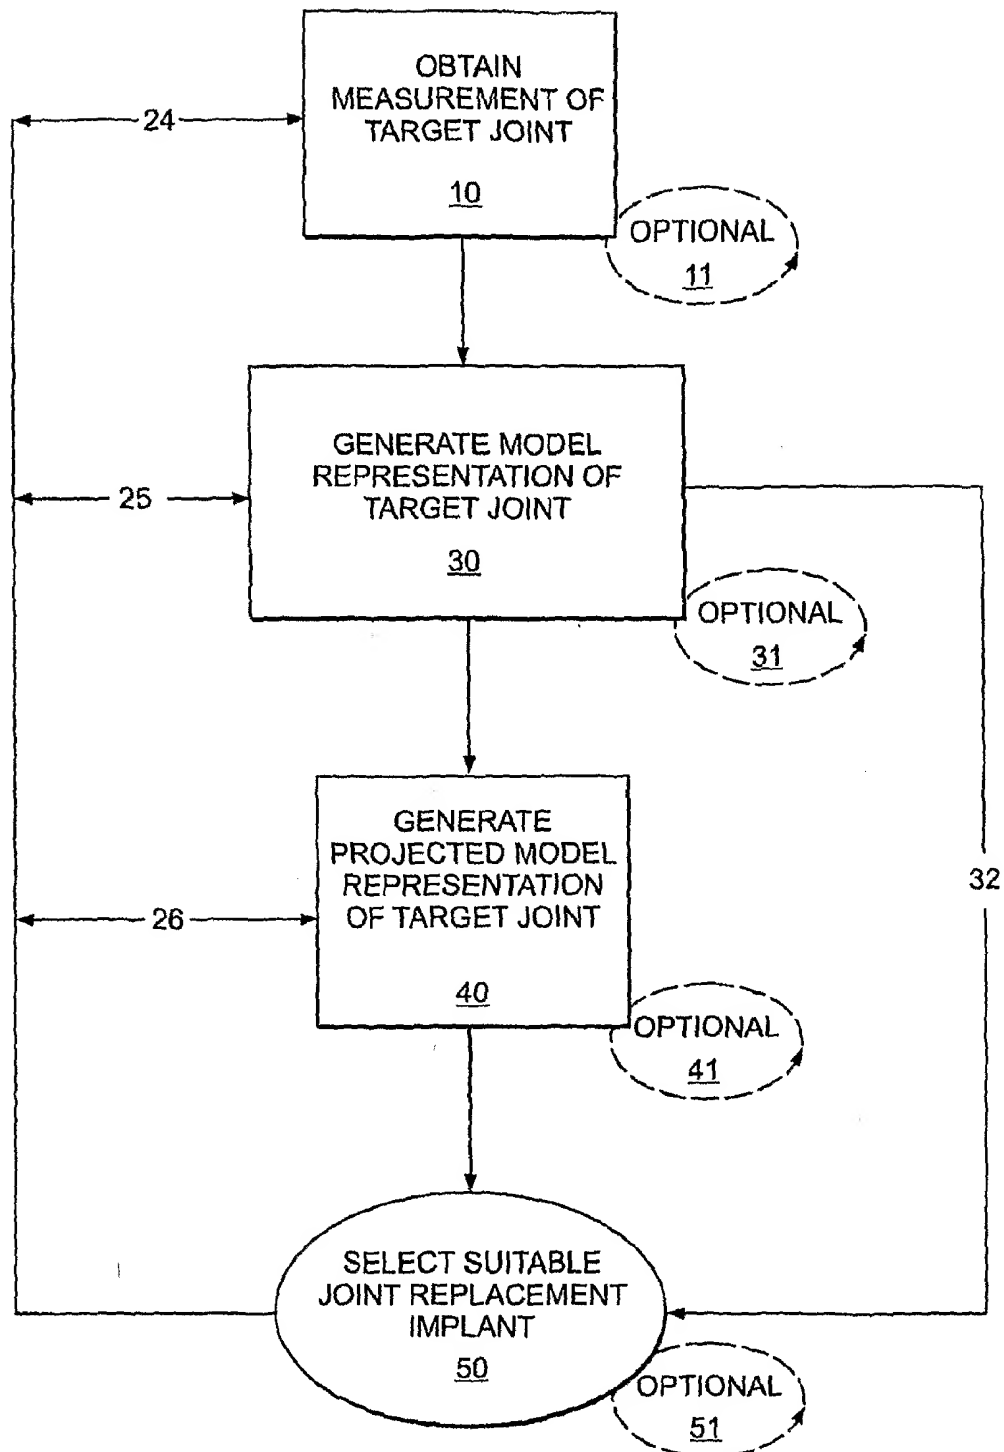 OBTAIN
MEASUREMENT OF
TARGET JOINT
10
24
OPTIONAL
11
GENERATE MODEL
REPRESENTATION OF
TARGET JOINT
30
25
OPTIONAL
31
GENERATE
PROJECTED MODEL
REPRESENTATION
OF TARGET JOINT
40
32
26
OPTIONAL
41
SELECT SUITABLE
JOINT REPLACEMENT
IMPLANT
50
OPTIONAL
51